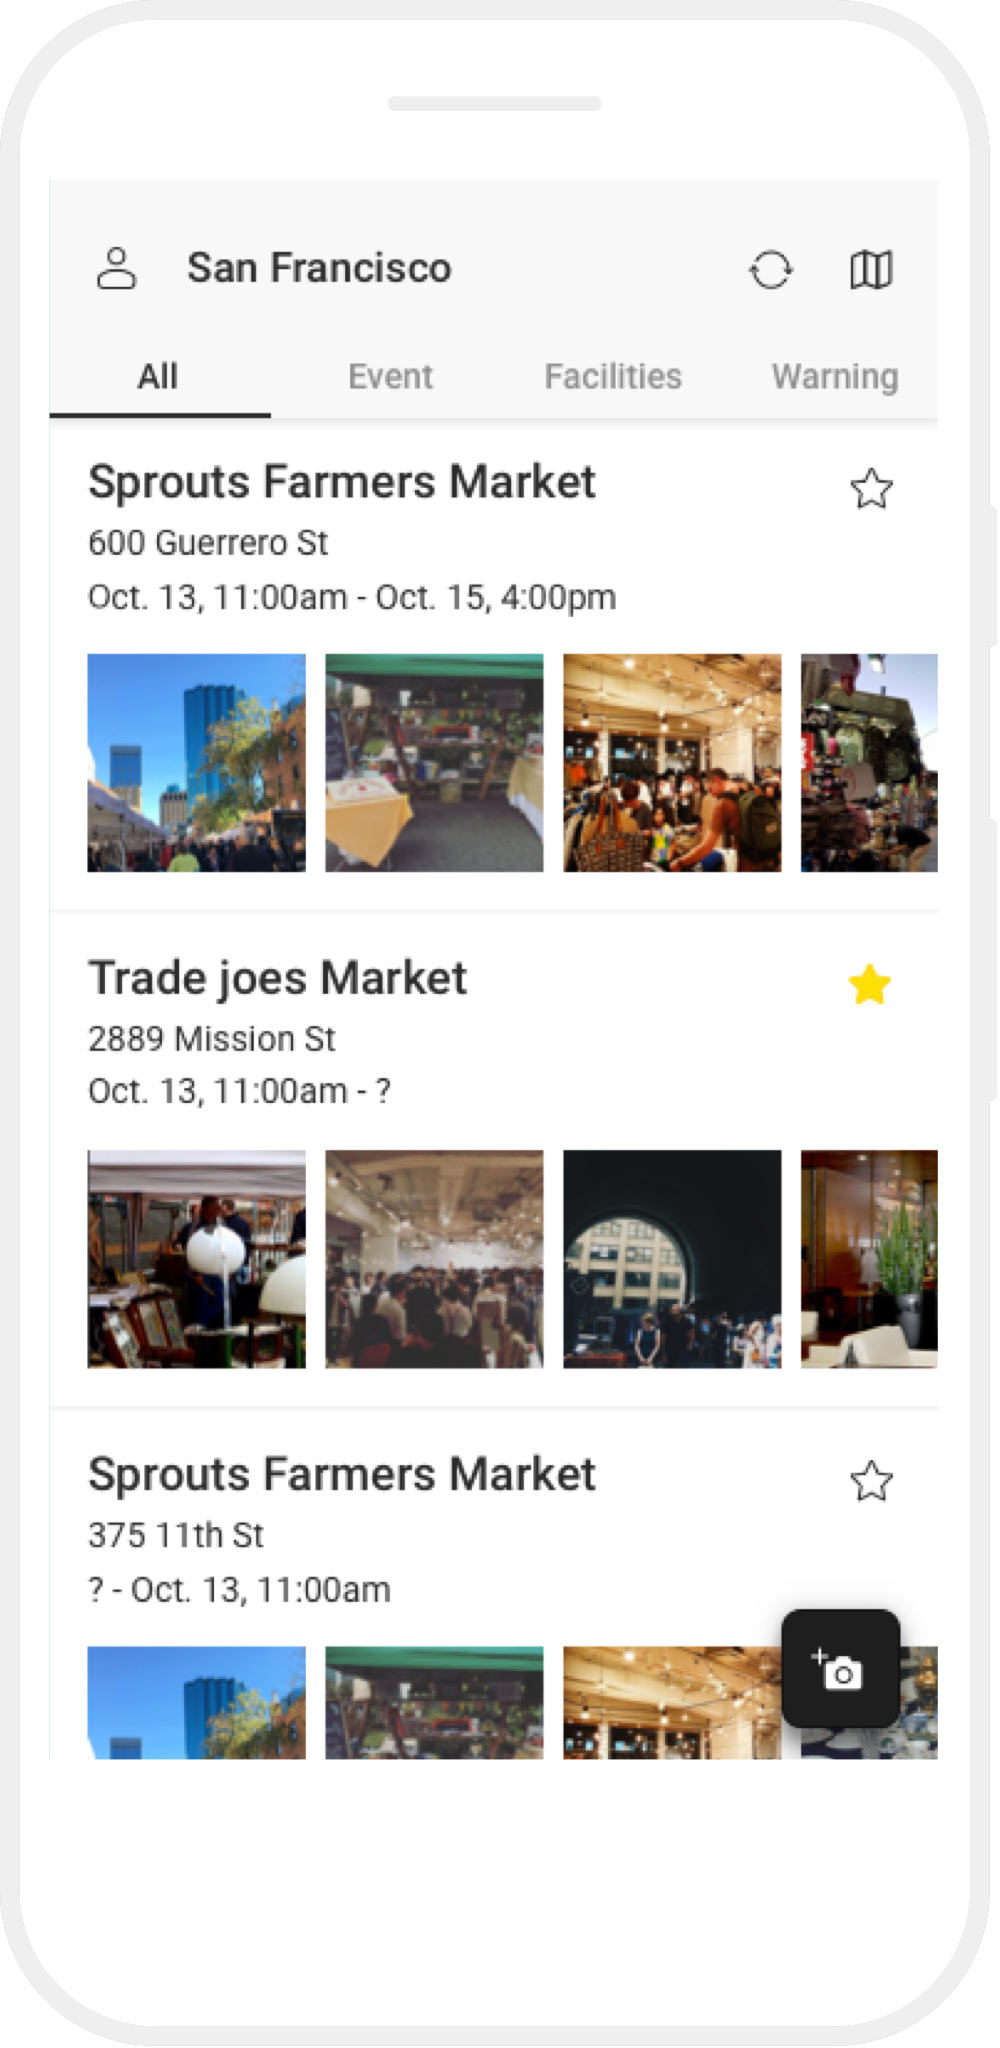 San Francisco
All Event Facilities Warning
Sprouts Farmers Market
600 Guerrero St
Oct. 13, 11:00am - Oct. 15, 4:00pm
Trade joes Market
2889 Mission St
Oct. 13, 11:00am - ?
Sprouts Farmers Market
375 11th St
? - Oct. 13, 11:00am